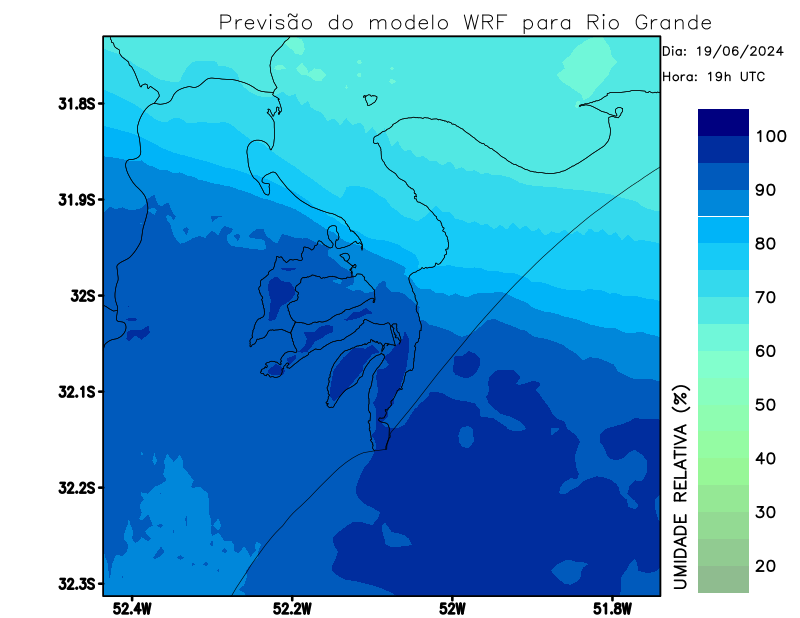 Previsão do modelo WRF para Rio Grande
Dia: 19/06/2024
Hora: 19h UTC
31.8S
31.9S
32S
32.1S
32.2S
32.3S
52.4W
52.2W
52W
51.8W
100
90
80
70
60
50
40
30
20
UMIDADE RELATIVA (%)